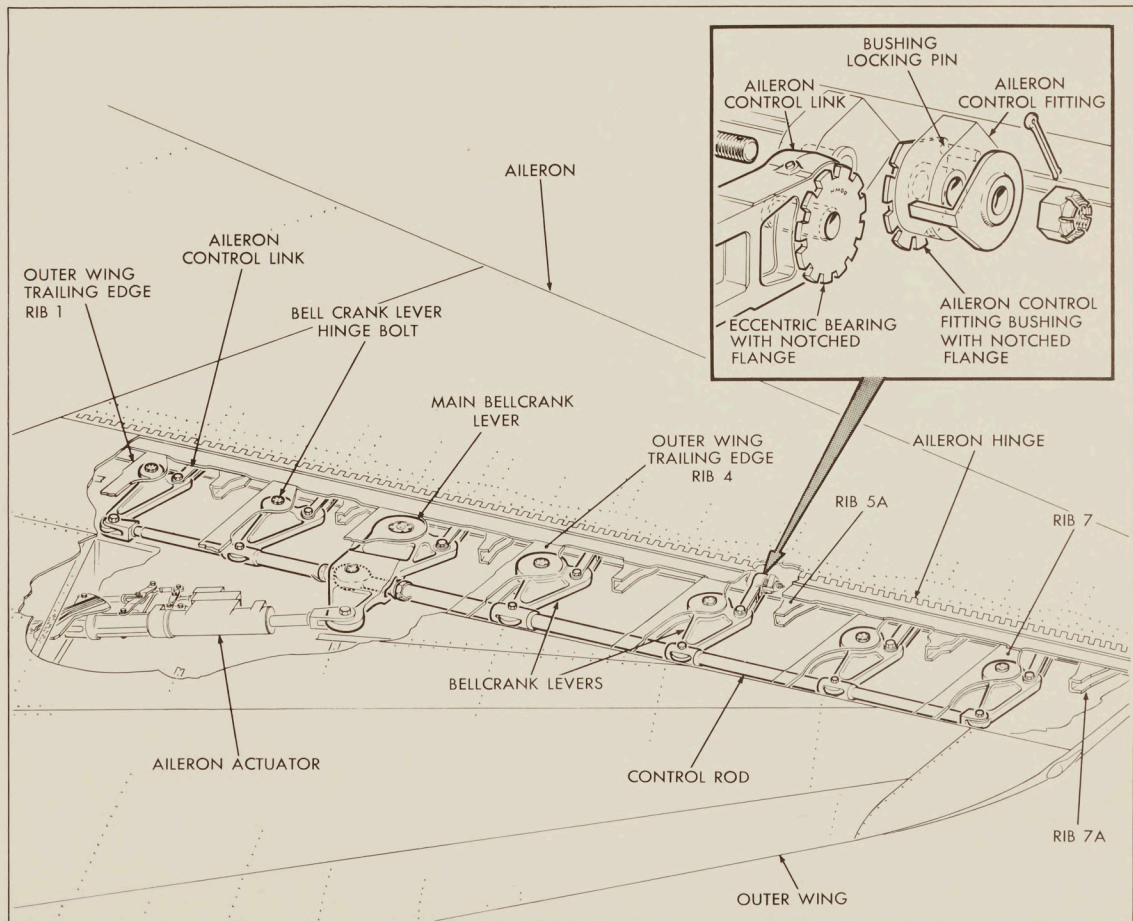 BUSHING
LOCKING PIN
AILERON
CONTROL LINK
AILERON
CONTROL FITTING
ECCENTRIC BEARING
WITH NOTCHED
FLANGE
AILERON CONTROL
FITTING BUSHING
WITH NOTCHED
FLANGE
AILERON
AILERON
CONTROL LINK
OUTER WING
TRAILING EDGE
RIB 1
BELL CRANK LEVER
HINGE BOLT
MAIN BELLCRANK
LEVER
OUTER WING
TRAILING EDGE
RIB 4
AILERON HINGE
RIB 5A
RIB 7
BELLCRANK LEVERS
AILERON ACTUATOR
CONTROL ROD
RIB 7A
OUTER WING